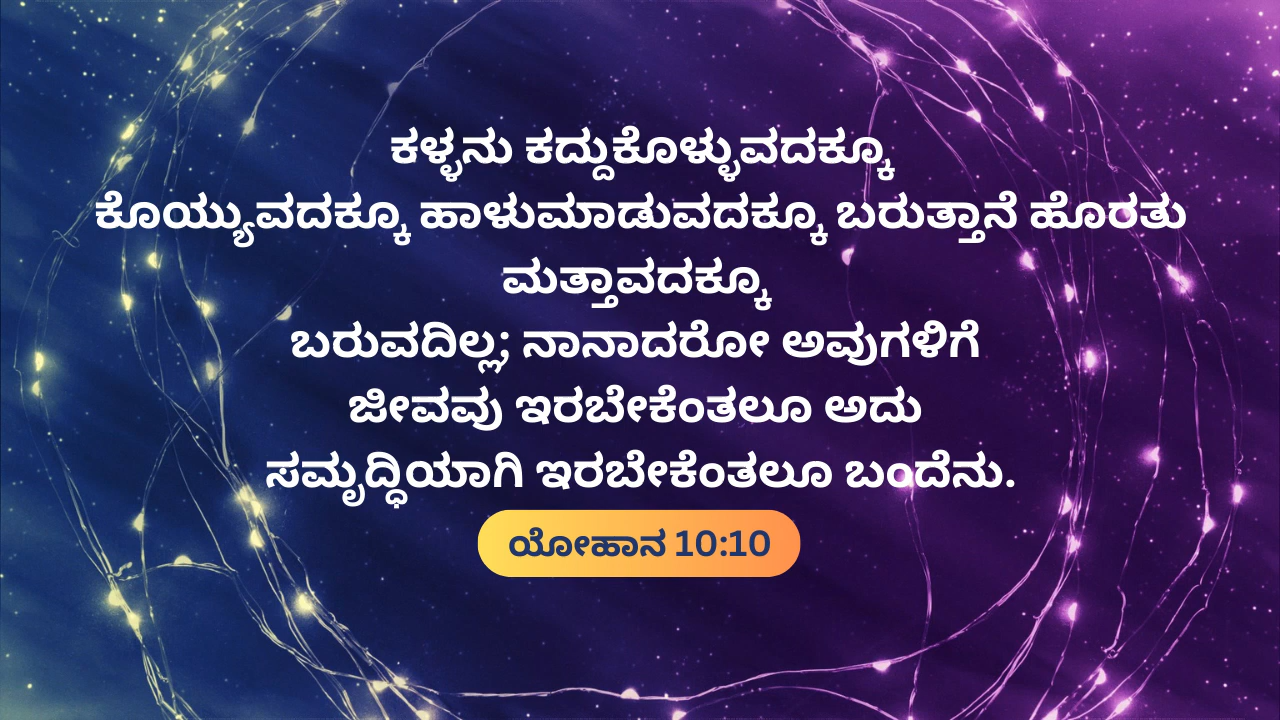 ಕಳ್ಳನು ಕದ್ದುಕೊಳ್ಳುವದಕ್ಕೂ
ಕೊಯ್ಯುವದಕ್ಕೂ ಹಾಳುಮಾಡುವದಕ್ಕೂ ಬರುತ್ತಾನೆ ಹೊರತು
ಮತ್ತಾವದಕ್ಕೂ
ಬರುವದಿಲ್ಲ; ನಾನಾದರೋ ಅವುಗಳಿಗೆ
ಜೀವವು ಇರಬೇಕೆಂತಲೂ ಅದು
ಸಮೃದ್ಧಿಯಾಗಿ ಇರಬೇಕೆಂತಲೂ ಬಂದೆನು.
ಯೋಹಾನ 10:10